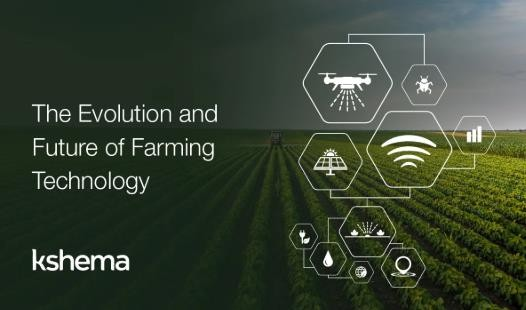 The Evolution and
Future of Farming
Technology
kshema